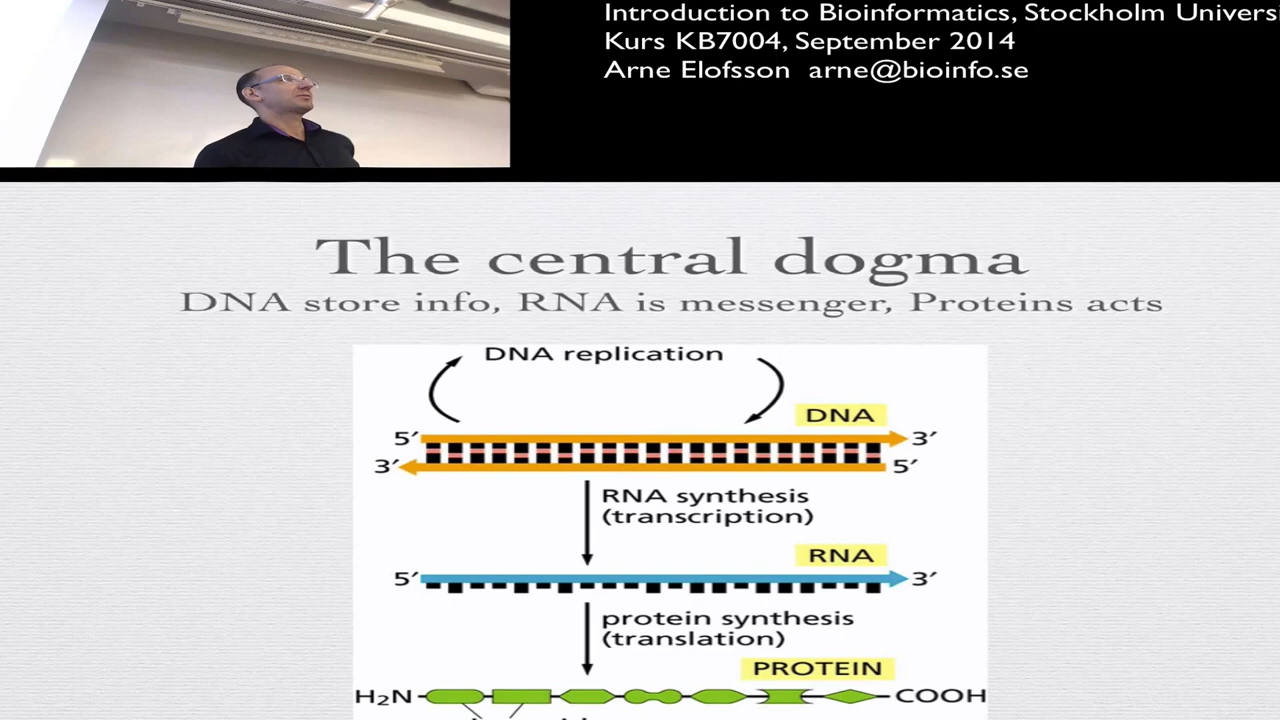 Introduction to Bioinformatics, Stockholm Universi
Kurs KB7004, September 2014
Arne Elofsson arne@bioinfo.se
The central dogma
DNA store info, RNA is messenger, Proteins acts
DNA replication
DNA
5′ 3′
3′ 5′
RNA synthesis
(transcription)
RNA
5′ 3′
protein synthesis
(translation)
PROTEIN
H₂N COOH